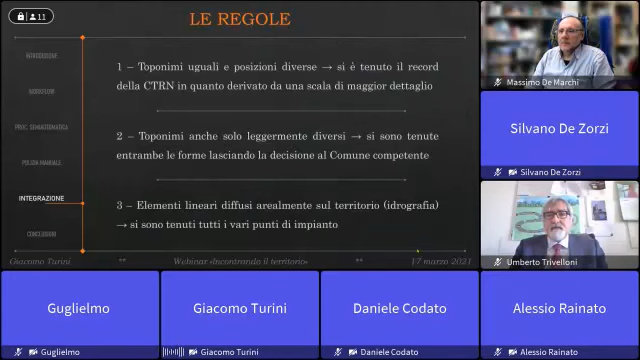 11
LE REGOLE
INTRODUZIONE
1 – Toponimi uguali e posizioni diverse → si è tenuto il record
della CTRN in quanto derivato da una scala di maggior dettaglio
PROC. SEMIAUTOMATICA
2 – Toponimi anche solo leggermente diversi → si sono tenute
entrambe le forme lasciando la decisione al Comune competente
PULIZIA MANUALE
INTEGRAZIONE
3 – Elementi lineari diffusi arealmente sul territorio (idrografia)
→ si sono tenuti tutti i vari punti di impianto
CONCLUSIONI
Giacomo Turini
Webinar «Incontrando il territorio»
17 marzo 2021
Massimo De Marchi
Silvano De Zorzi
Silvano De Zorzi
Umberto Trivelloni
Guglielmo
Guglielmo
Giacomo Turini
Giacomo Turini
Daniele Codato
Daniele Codato
Alessio Rainato
Alessio Rainato